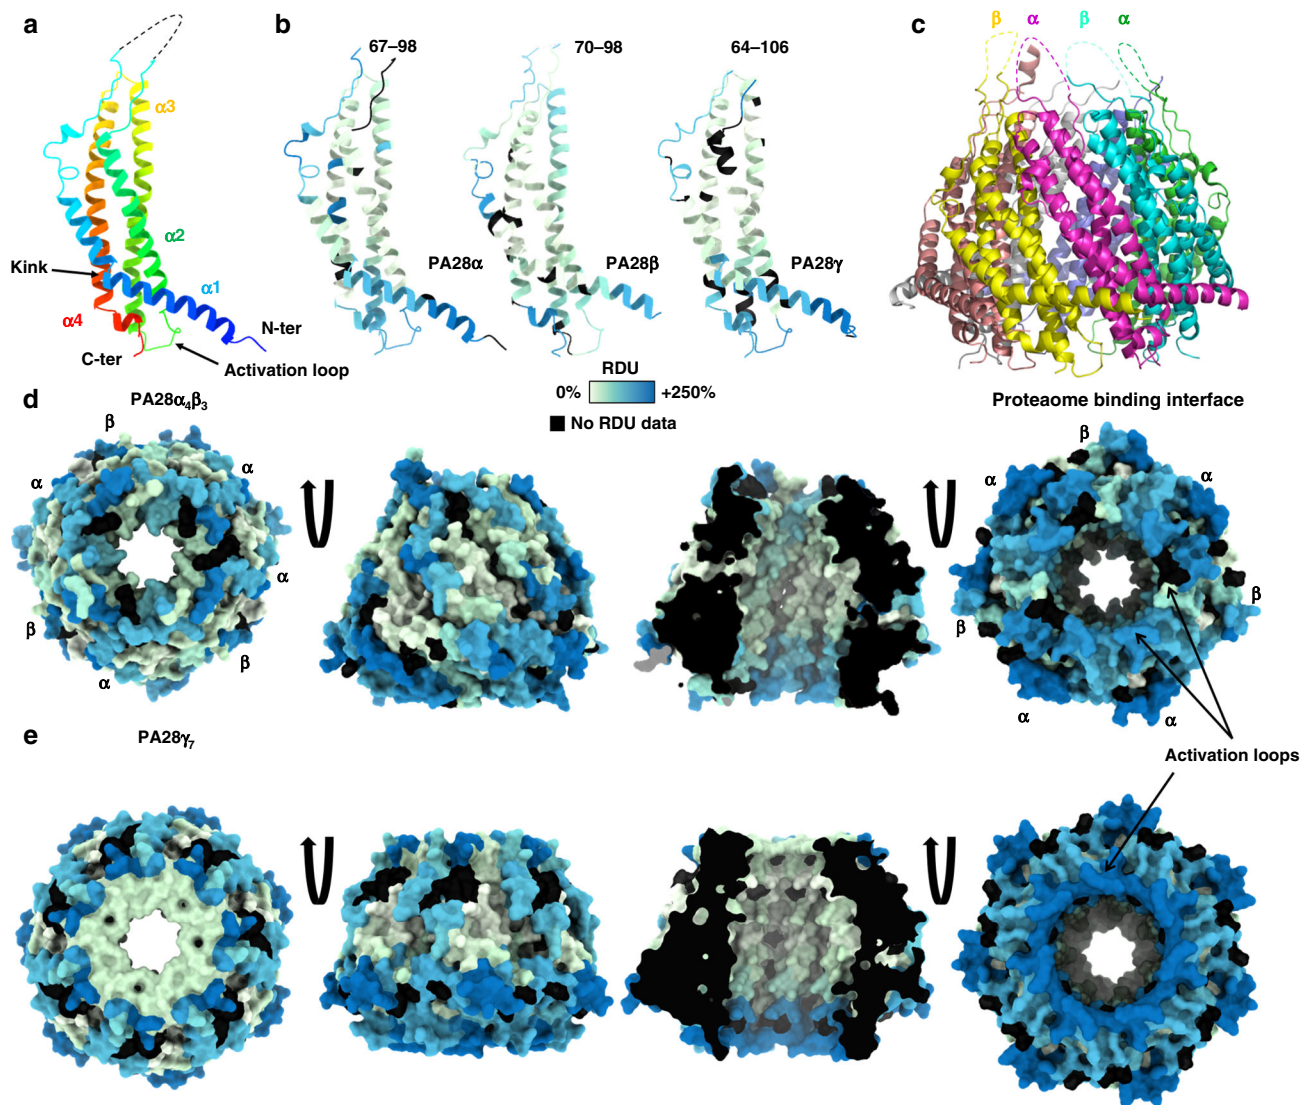 a
α3
α2
Kink
α1
α4
N-ter
C-ter
Activation loop
b
67–98
70–98
64–106
PA28α
PA28β
PA28γ
RDU
0%
+250%
No RDU data
c
β
α
β
α
d
PA28α₄β₃
β
α
α
α
β
β
α
Proteaome binding interface
β
α
α
β
β
α
α
Activation loops
e
PA28γ₇